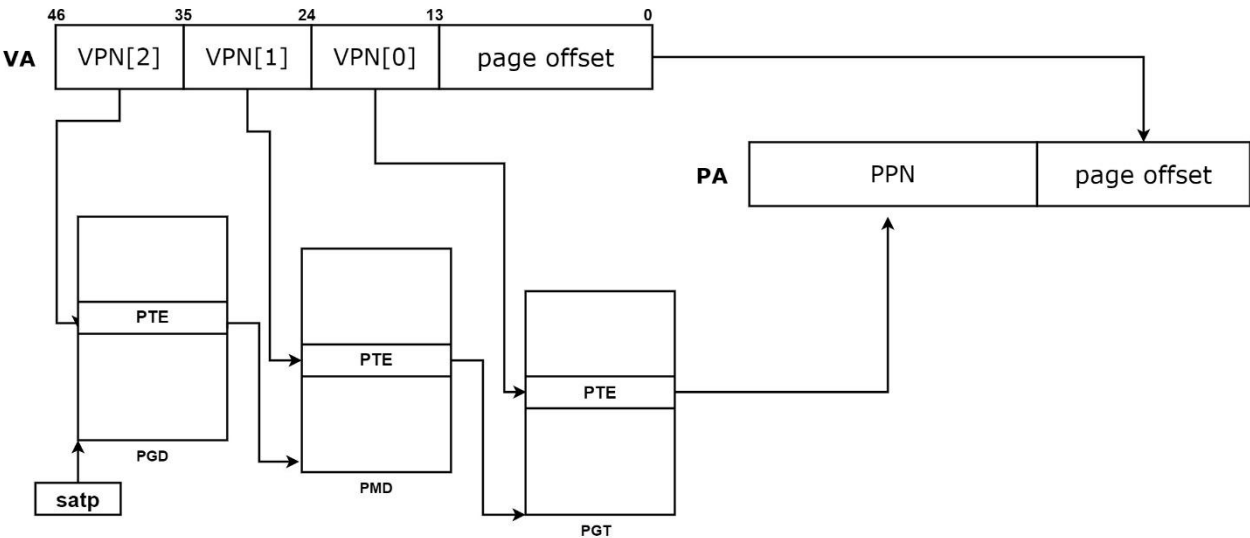 46 35 24 13 0
VA VPN[2] VPN[1] VPN[0] page offset
PA PPN page offset
PTE
PTE
PTE
PGD
PMD
satp
PGT